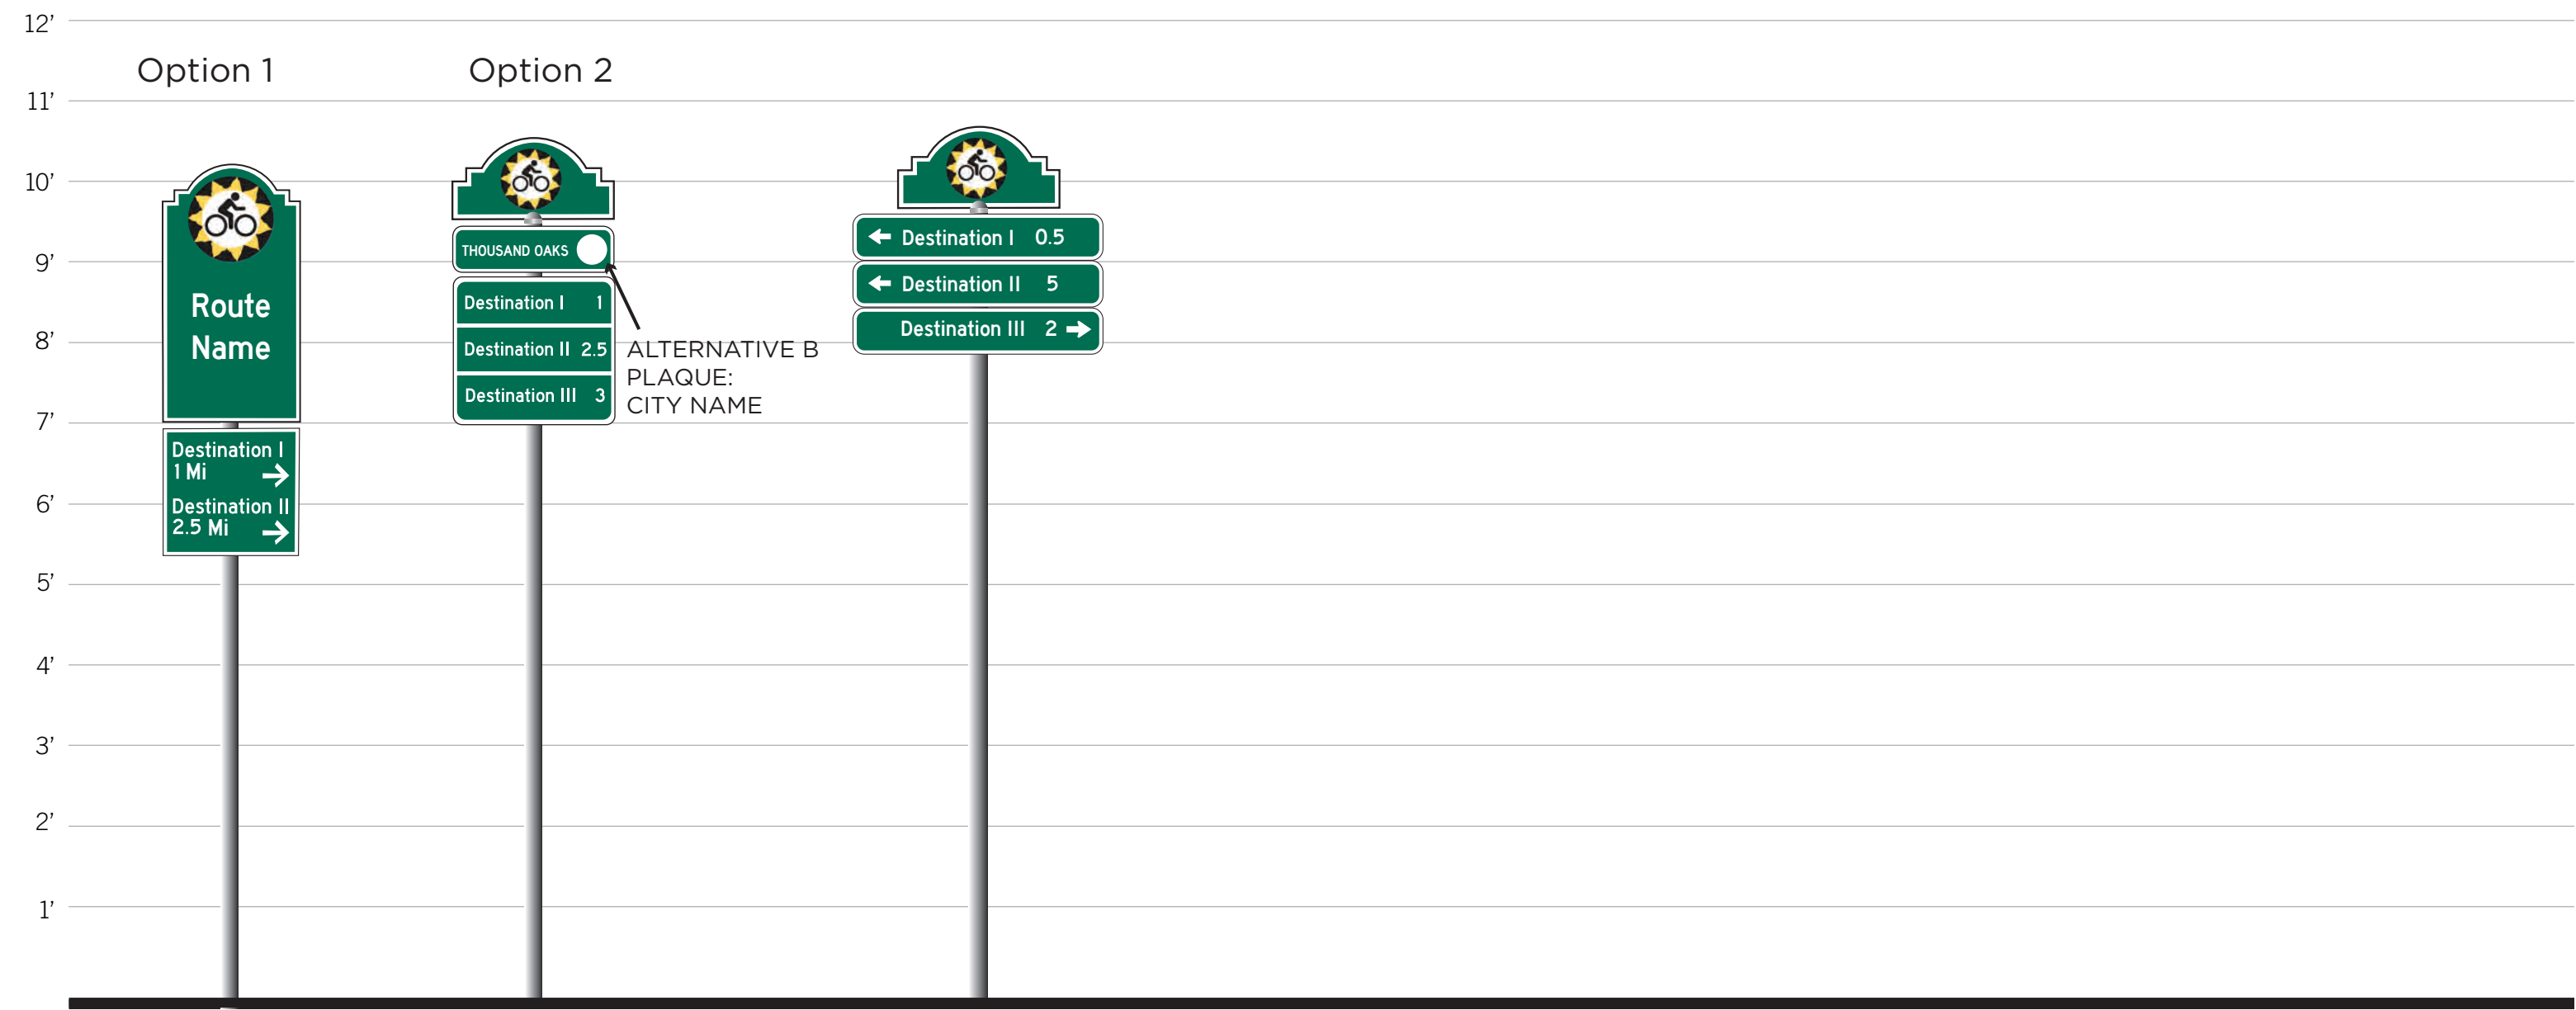 12’
11’
10’
9’
8’
7’
6’
5’
4’
3’
2’
1’
Option 1
Route
Name
Destination I
1 Mi
Destination II
2.5 Mi
Option 2
THOUSAND OAKS
Destination I 1
Destination II 2.5
Destination III 3
ALTERNATIVE B
PLAQUE:
CITY NAME
Destination I 0.5
Destination II 5
Destination III 2